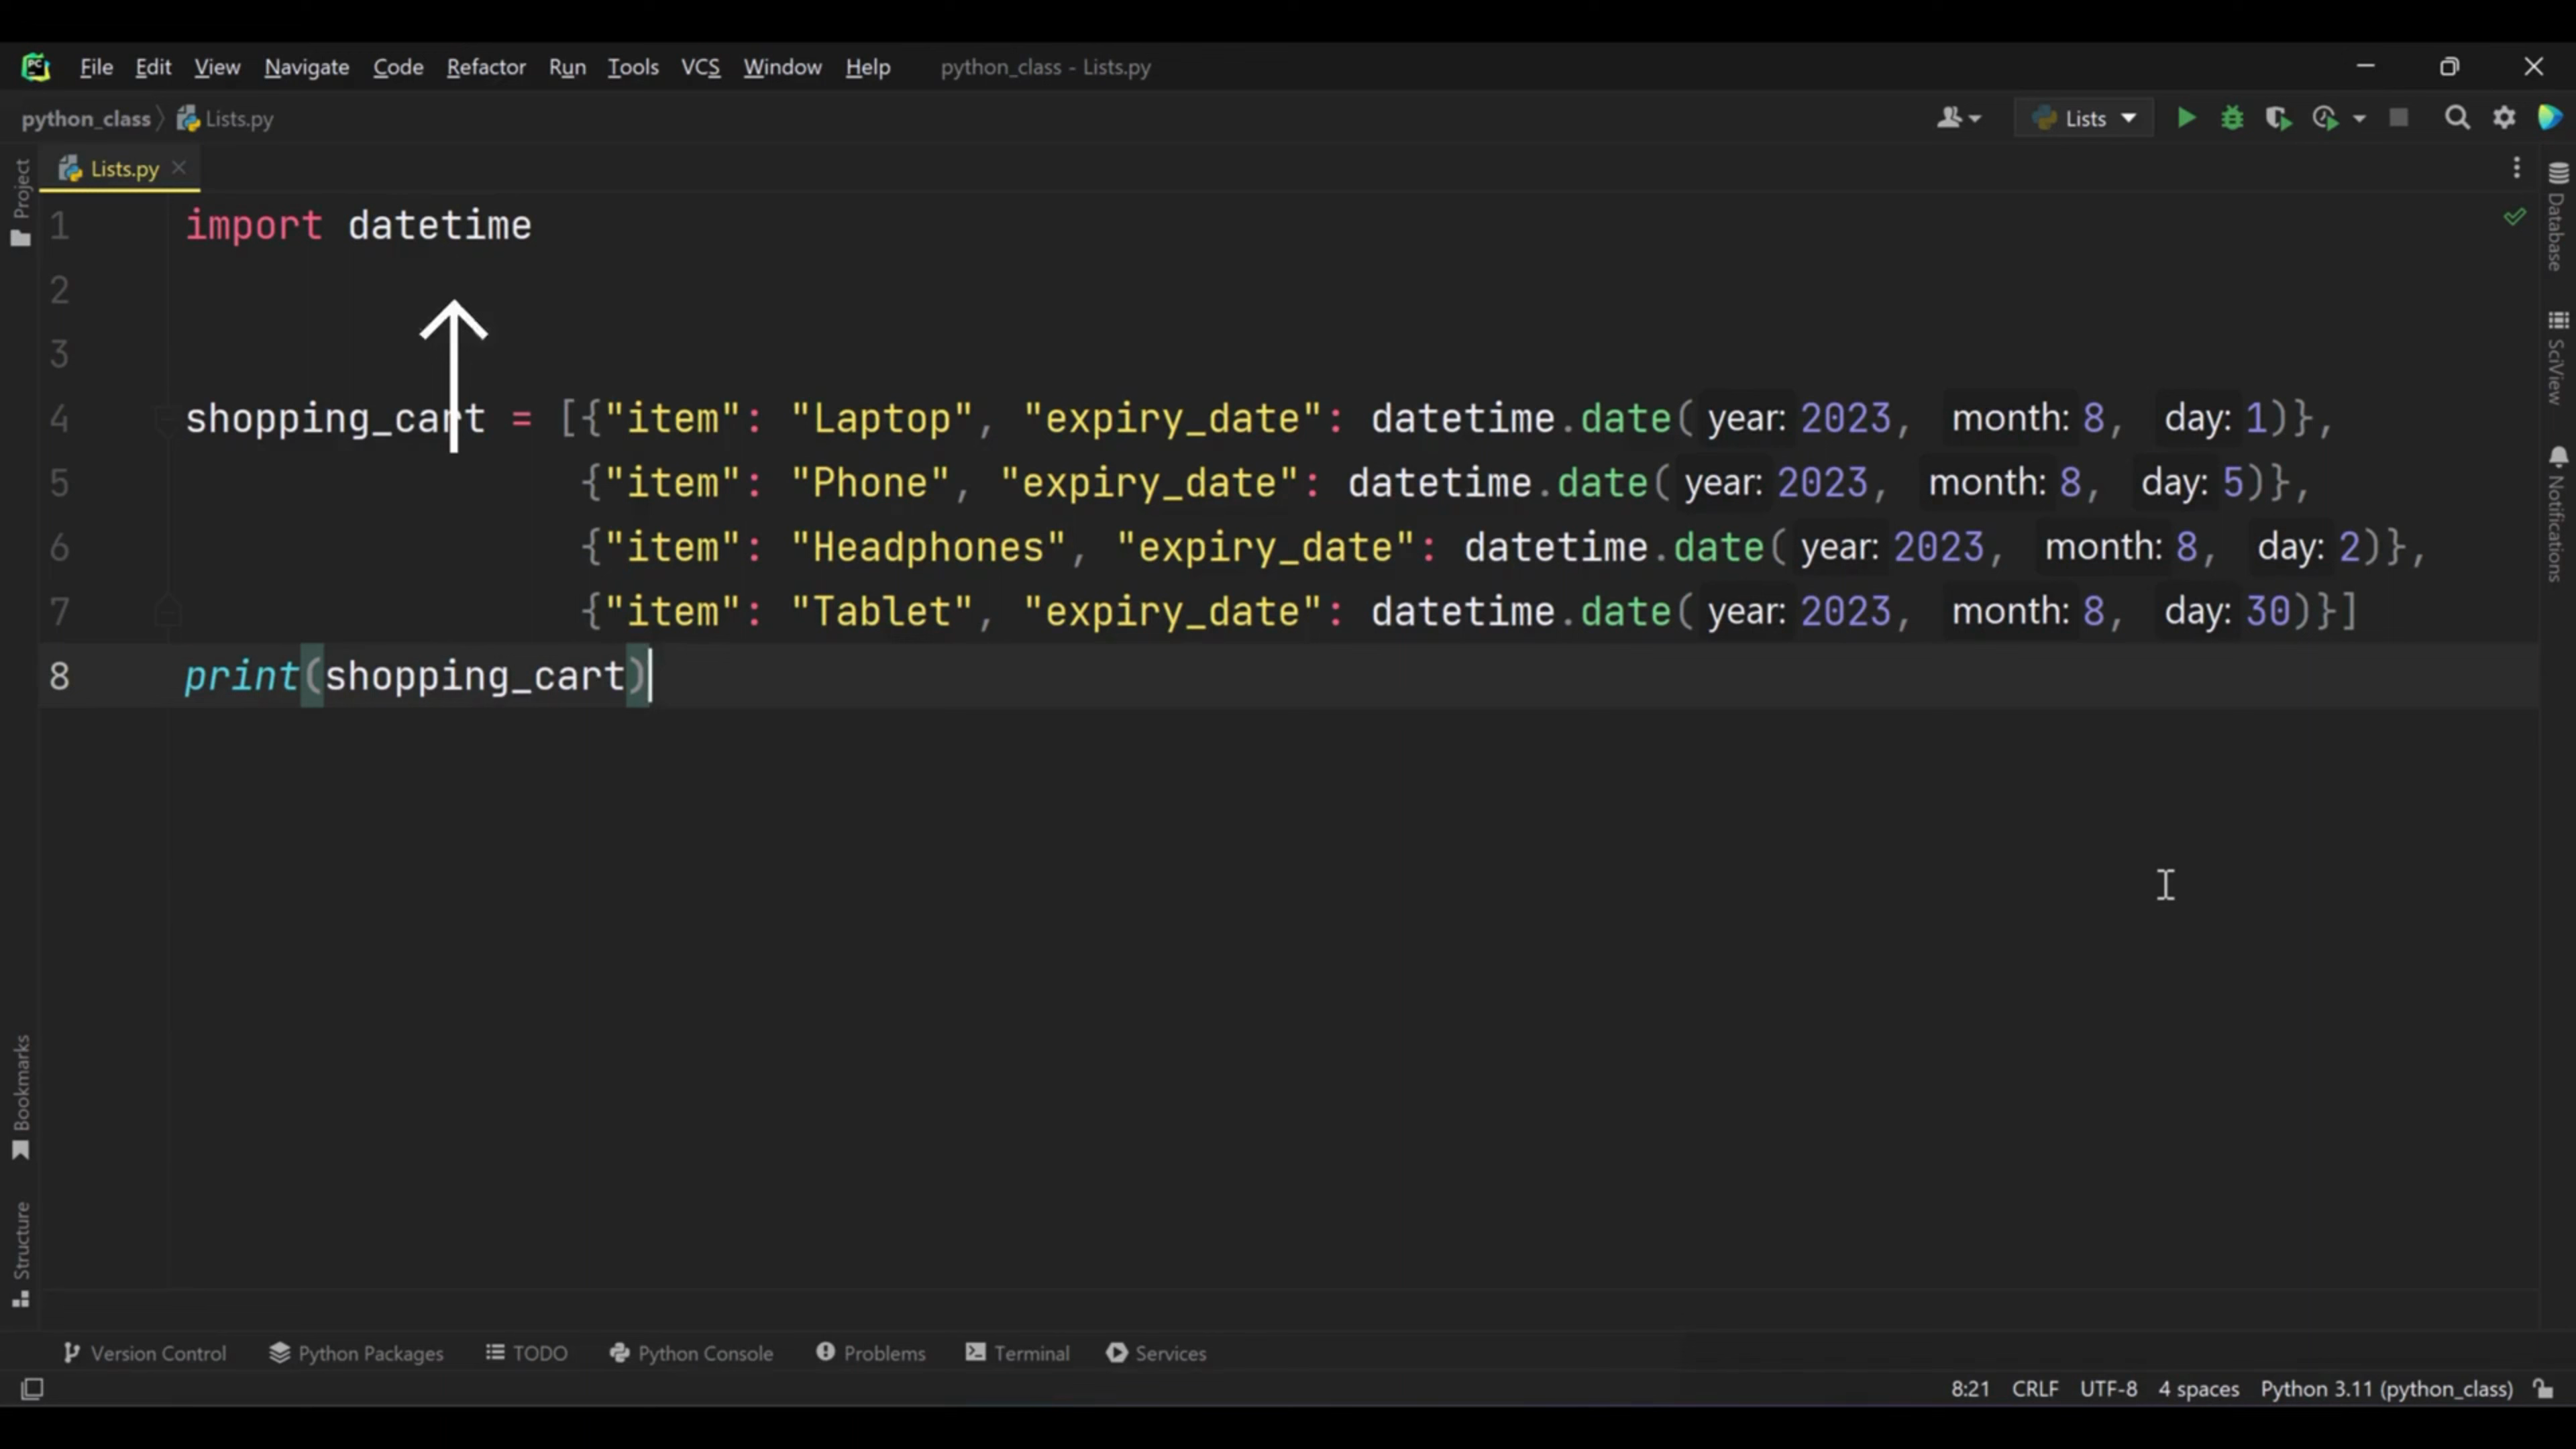 File Edit View Navigate Code Refactor Run Tools VCS Window Help python_class - Lists.py
python_class Lists.py Lists
Lists.py
Project
Database
SciView
Notifications
1 import datetime
2
3
4 shopping_cart = [{"item": "Laptop", "expiry_date": datetime.date( year: 2023, month: 8, day: 1)},
5 {"item": "Phone", "expiry_date": datetime.date( year: 2023, month: 8, day: 5)},
6 {"item": "Headphones", "expiry_date": datetime.date( year: 2023, month: 8, day: 2)},
7 {"item": "Tablet", "expiry_date": datetime.date( year: 2023, month: 8, day: 30)}]
8 print(shopping_cart)
Bookmarks
Structure
Version Control Python Packages TODO Python Console Problems Terminal Services
8:21 CRLF UTF-8 4 spaces Python 3.11 (python_class)